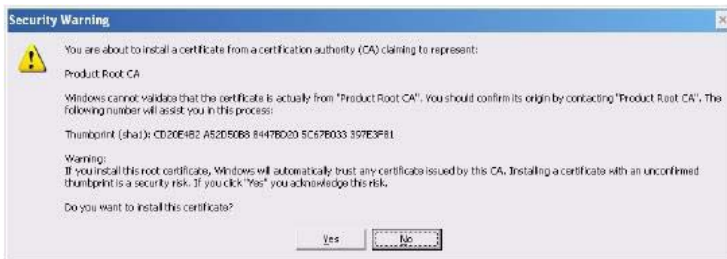 Security Warning
You are about to install a certificate from a certification authority (CA) claiming to represent:
Product Root CA
Windows cannot validate that the certificate is actually from "Product Root CA". You should confirm its origin by contacting "Product Root CA". The
following number will assist you in this process:
Thumbprint (sha1): CD20E4B2 A52D50B8 8447BD20 5C67B033 397E3F81
Warning:
If you install this root certificate, Windows will automatically trust any certificate issued by this CA. Installing a certificate with an unconfirmed
thumbprint is a security risk. If you click "Yes" you acknowledge this risk.
Do you want to install this certificate?
Yes No